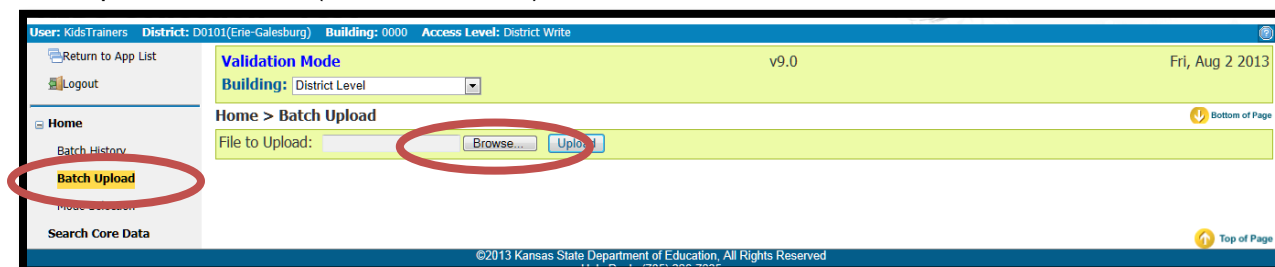 User: KidsTrainers District: D0101(Erie-Galesburg) Building: 0000 Access Level: District Write
Return to App List
Logout
Validation Mode v9.0 Fri, Aug 2 2013
Building: District Level
Home
Batch History
Batch Upload
Mode Selection
Search Core Data
Home > Batch Upload
Bottom of Page
File to Upload: Browse... Upload
Top of Page
©2013 Kansas State Department of Education, All Rights Reserved